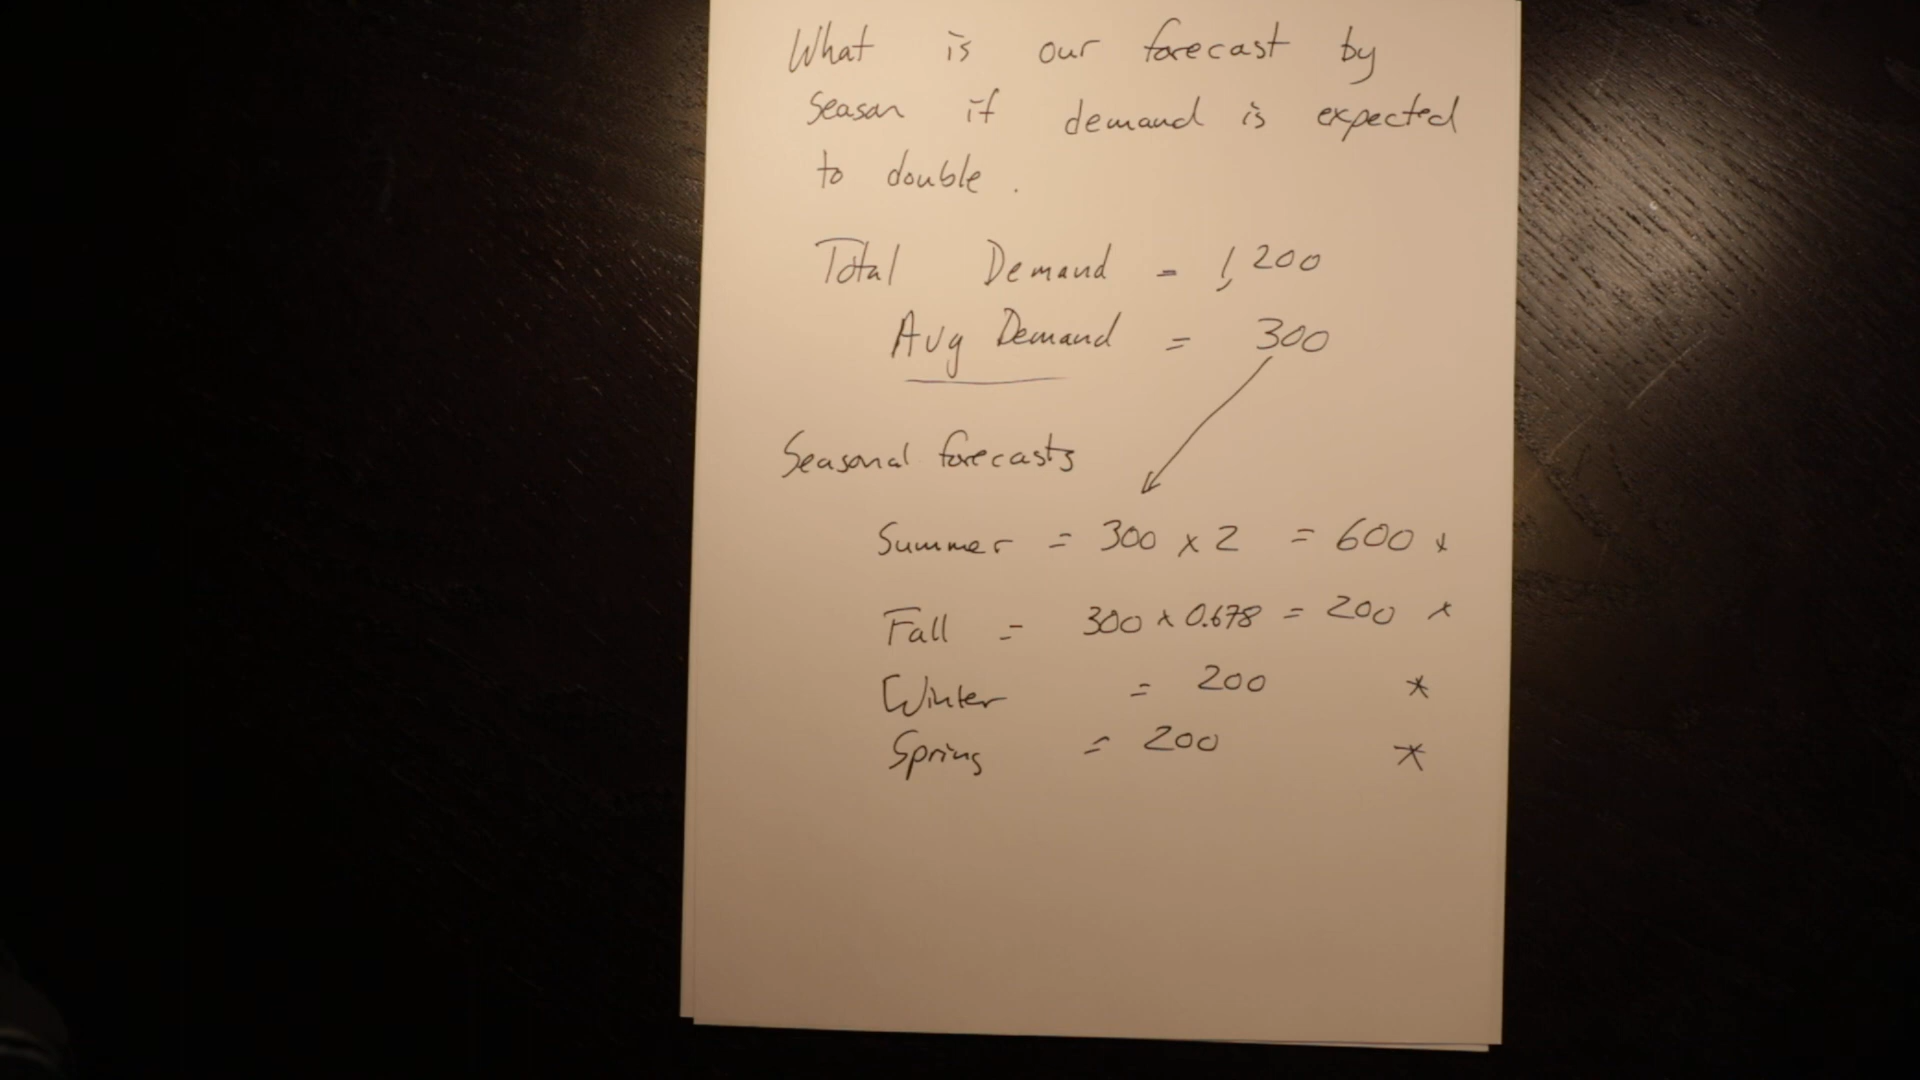 What is our forecast by
season if demand is expected
to double.
Total Demand = 1,200
Avg Demand = 300
Seasonal forecasts
Summer = 300 x 2 = 600 *
Fall = 300 x 0.678 = 200 *
Winter = 200 *
Spring = 200 *